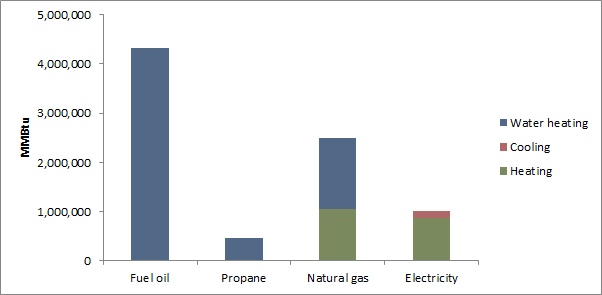 5,000,000
4,000,000
3,000,000
2,000,000
1,000,000
0
MMBtu
Fuel oil
Propane
Natural gas
Electricity
Water heating
Cooling
Heating